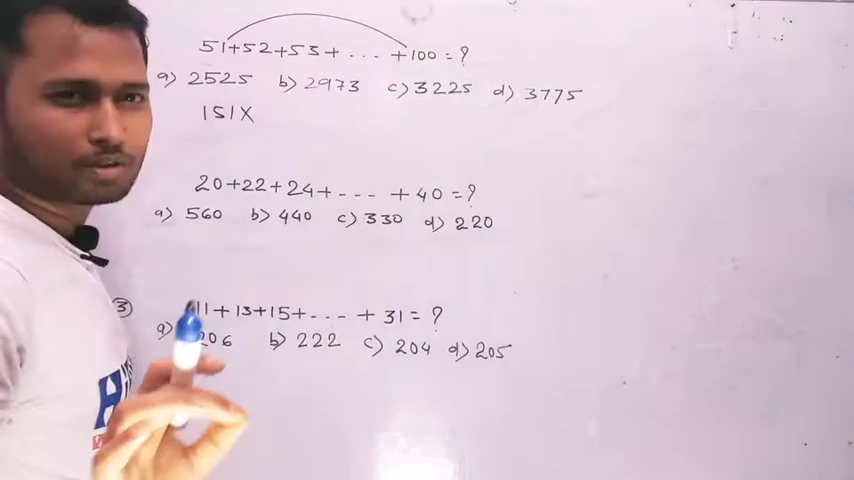 51+52+53+ .... +100 = ?
a) 2525 b) 2973 c) 3225 d) 3775
151X
20+22+24+ ---- + 40 = ?
a) 560 b) 440 c) 330 d) 220
③ 11+13+15+---- + 31 = ?
a) 206 b) 222 c) 204 d) 205